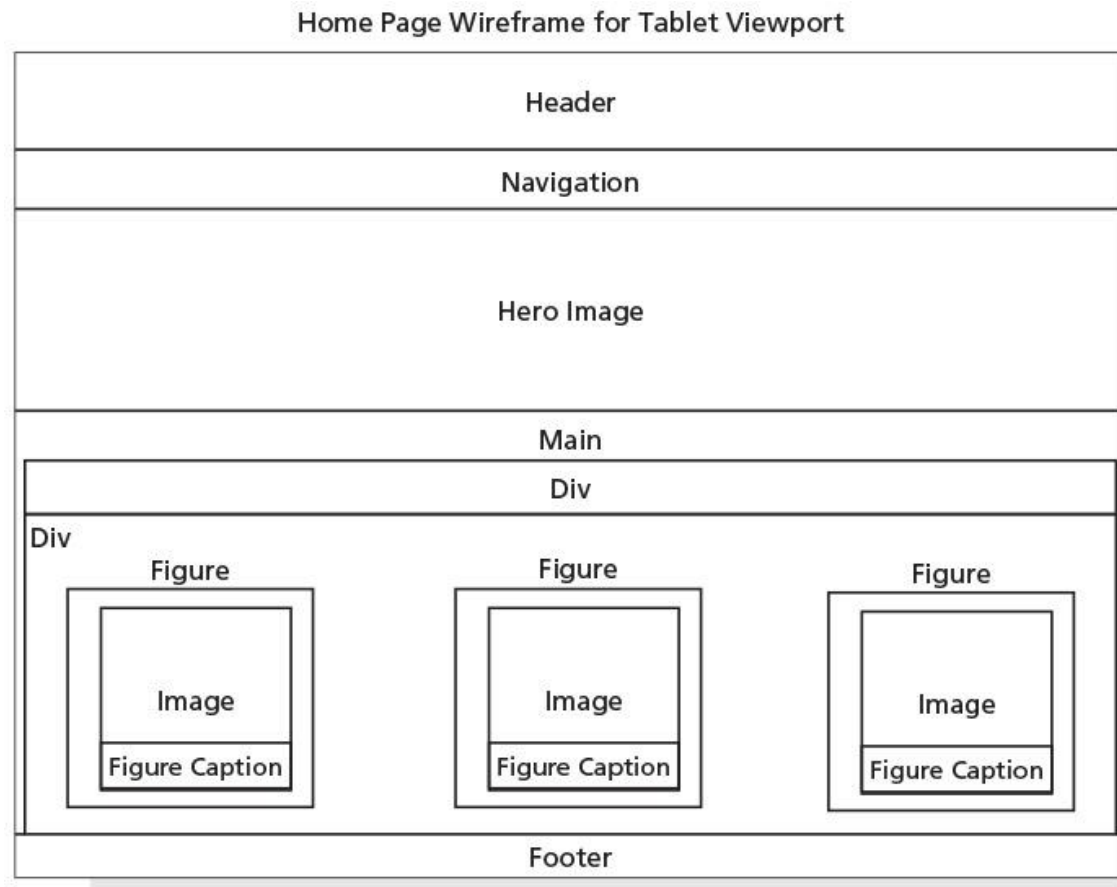 Home Page Wireframe for Tablet Viewport
Header
Navigation
Hero Image
Main
Div
Div
Figure
Figure
Figure
Image
Image
Image
Figure Caption
Figure Caption
Figure Caption
Footer